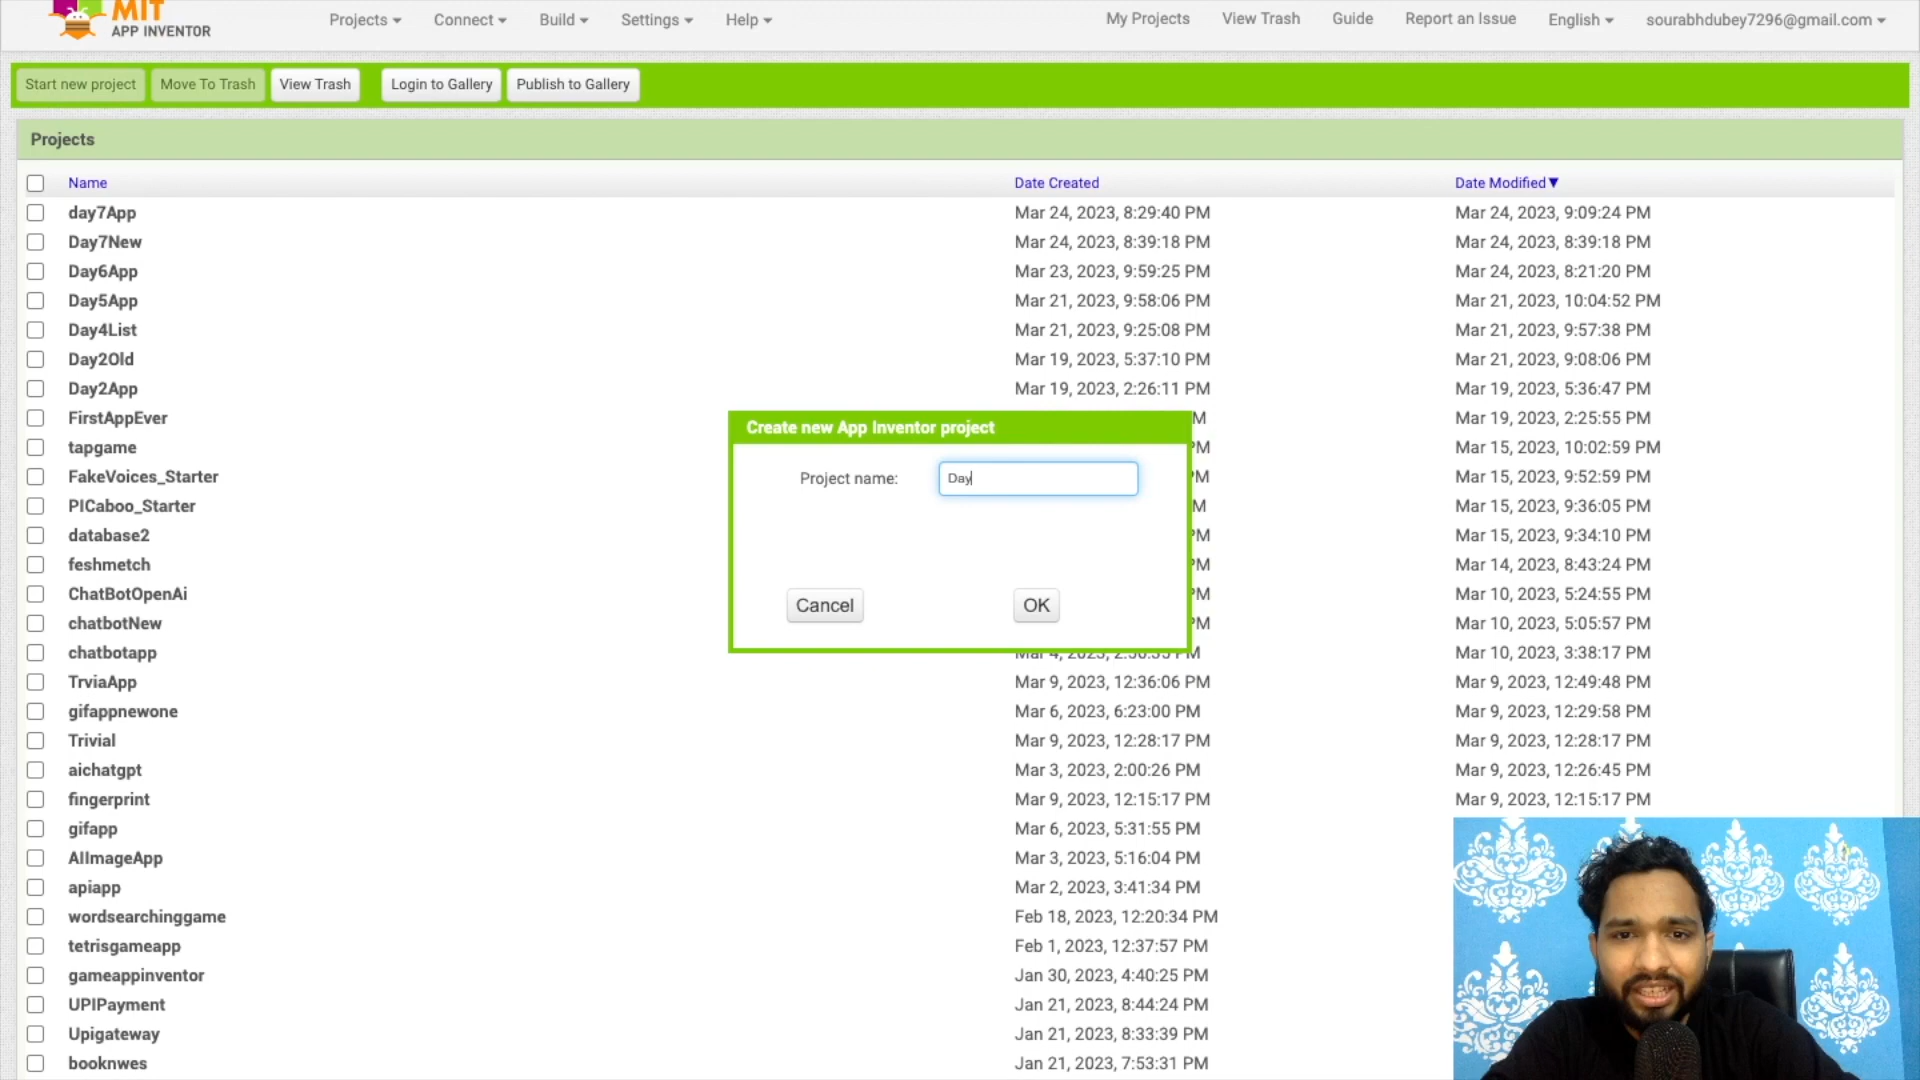 MIT
APP INVENTOR
Projects Connect Build Settings Help My Projects View Trash Guide Report an Issue English sourabhdubey7296@gmail.com
Start new project Move To Trash View Trash Login to Gallery Publish to Gallery
Projects
Name Date Created Date Modified▼
day7App Mar 24, 2023, 8:29:40 PM Mar 24, 2023, 9:09:24 PM
Day7New Mar 24, 2023, 8:39:18 PM Mar 24, 2023, 8:39:18 PM
Day6App Mar 23, 2023, 9:59:25 PM Mar 24, 2023, 8:21:20 PM
Day5App Mar 21, 2023, 9:58:06 PM Mar 21, 2023, 10:04:52 PM
Day4List Mar 21, 2023, 9:25:08 PM Mar 21, 2023, 9:57:38 PM
Day2Old Mar 19, 2023, 5:37:10 PM Mar 21, 2023, 9:08:06 PM
Day2App Mar 19, 2023, 2:26:11 PM Mar 19, 2023, 5:36:47 PM
FirstAppEver M Mar 19, 2023, 2:25:55 PM
tapgame PM Mar 15, 2023, 10:02:59 PM
FakeVoices_Starter PM Mar 15, 2023, 9:52:59 PM
PICaboo_Starter M Mar 15, 2023, 9:36:05 PM
database2 PM Mar 15, 2023, 9:34:10 PM
feshmetch PM Mar 14, 2023, 8:43:24 PM
ChatBotOpenAi PM Mar 10, 2023, 5:24:55 PM
chatbotNew PM Mar 10, 2023, 5:05:57 PM
chatbotapp Mar 10, 2023, 3:38:17 PM
Create new App Inventor project
Project name: Day
Cancel OK
TrviaApp Mar 9, 2023, 12:36:06 PM Mar 9, 2023, 12:49:48 PM
gifappnewone Mar 6, 2023, 6:23:00 PM Mar 9, 2023, 12:29:58 PM
Trivial Mar 9, 2023, 12:28:17 PM Mar 9, 2023, 12:28:17 PM
aichatgpt Mar 3, 2023, 2:00:26 PM Mar 9, 2023, 12:26:45 PM
fingerprint Mar 9, 2023, 12:15:17 PM Mar 9, 2023, 12:15:17 PM
gifapp Mar 6, 2023, 5:31:55 PM
AIImageApp Mar 3, 2023, 5:16:04 PM
apiapp Mar 2, 2023, 3:41:34 PM
wordsearchinggame Feb 18, 2023, 12:20:34 PM
tetrisgameapp Feb 1, 2023, 12:37:57 PM
gameappinventor Jan 30, 2023, 4:40:25 PM
UPIPayment Jan 21, 2023, 8:44:24 PM
Upigateway Jan 21, 2023, 8:33:39 PM
booknwes Jan 21, 2023, 7:53:31 PM